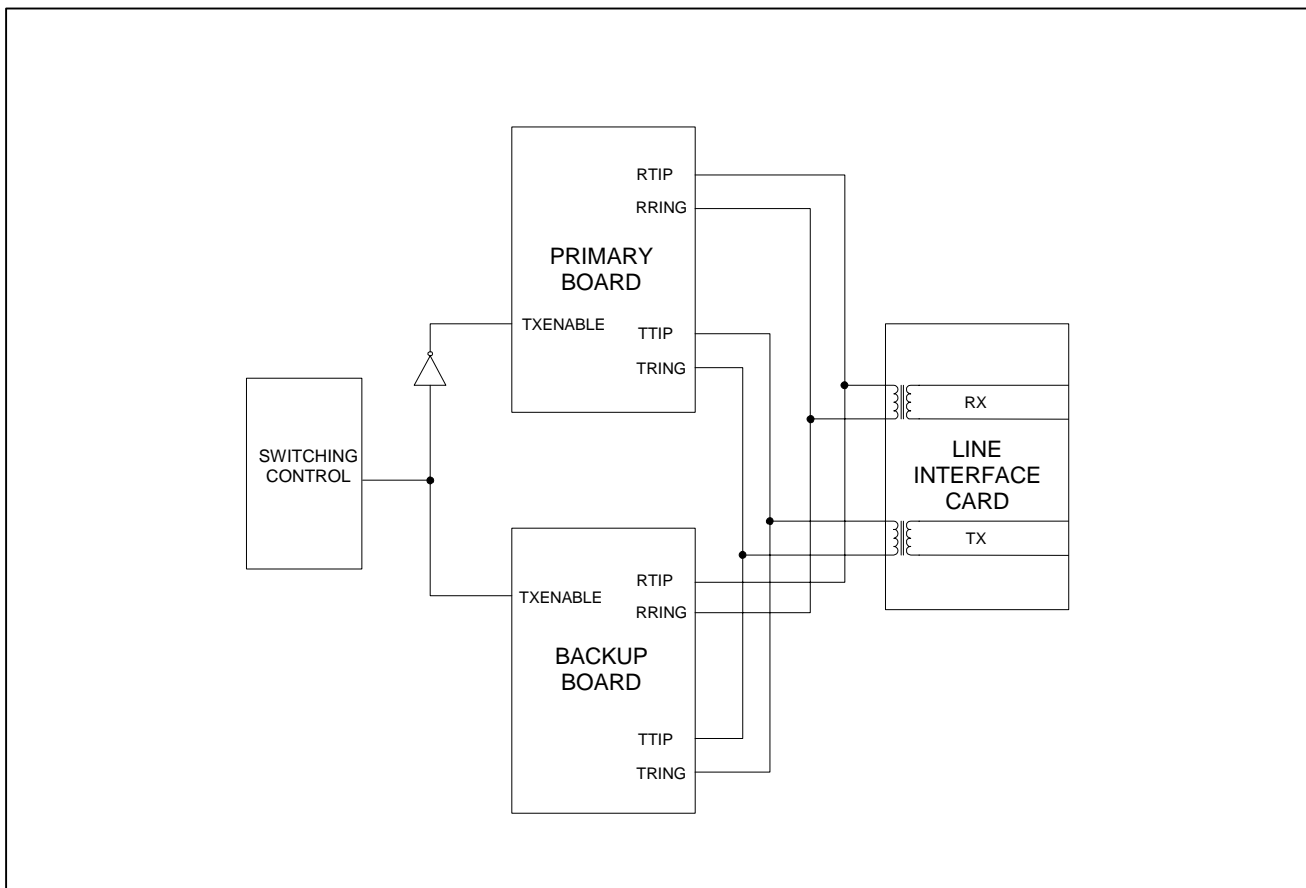 RTIP
RRING
PRIMARY
BOARD
TXENABLE
TTIP
TRING
SWITCHING
CONTROL
RX
LINE
INTERFACE
CARD
TX
RTIP
TXENABLE
RRING
BACKUP
BOARD
TTIP
TRING